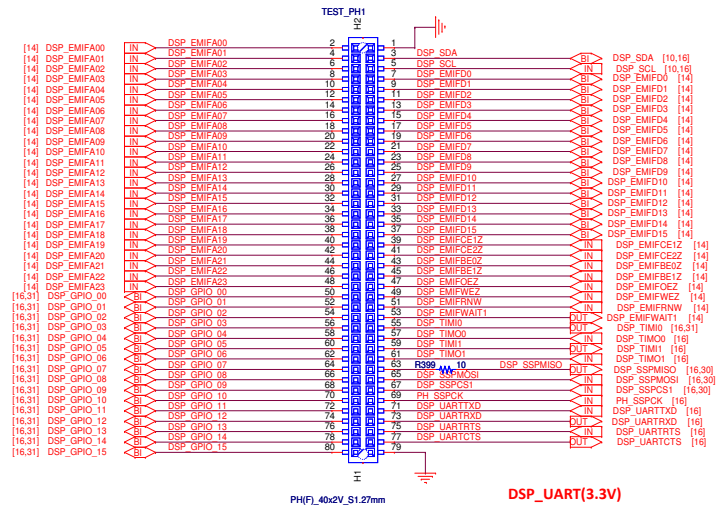 TEST_PH1
H2
[14] DSP_EMIFA00 IN DSP_EMIFA00 2 1
[14] DSP_EMIFA01 IN DSP_EMIFA01 4 3 DSP_SDA BI DSP_SDA [10,16]
[14] DSP_EMIFA02 IN DSP_EMIFA02 6 5 DSP_SCL IN DSP_SCL [10,16]
[14] DSP_EMIFA03 IN DSP_EMIFA03 8 7 DSP_EMIFD0 BI DSP_EMIFD0 [14]
[14] DSP_EMIFA04 IN DSP_EMIFA04 10 9 DSP_EMIFD1 BI DSP_EMIFD1 [14]
[14] DSP_EMIFA05 IN DSP_EMIFA05 12 11 DSP_EMIFD2 BI DSP_EMIFD2 [14]
[14] DSP_EMIFA06 IN DSP_EMIFA06 14 13 DSP_EMIFD3 BI DSP_EMIFD3 [14]
[14] DSP_EMIFA07 IN DSP_EMIFA07 16 15 DSP_EMIFD4 BI DSP_EMIFD4 [14]
[14] DSP_EMIFA08 IN DSP_EMIFA08 18 17 DSP_EMIFD5 BI DSP_EMIFD5 [14]
[14] DSP_EMIFA09 IN DSP_EMIFA09 20 19 DSP_EMIFD6 BI DSP_EMIFD6 [14]
[14] DSP_EMIFA10 IN DSP_EMIFA10 22 21 DSP_EMIFD7 BI DSP_EMIFD7 [14]
[14] DSP_EMIFA11 IN DSP_EMIFA11 24 23 DSP_EMIFD8 BI DSP_EMIFD8 [14]
[14] DSP_EMIFA12 IN DSP_EMIFA12 26 25 DSP_EMIFD9 BI DSP_EMIFD9 [14]
[14] DSP_EMIFA13 IN DSP_EMIFA13 28 27 DSP_EMIFD10 BI DSP_EMIFD10 [14]
[14] DSP_EMIFA14 IN DSP_EMIFA14 30 29 DSP_EMIFD11 BI DSP_EMIFD11 [14]
[14] DSP_EMIFA15 IN DSP_EMIFA15 32 31 DSP_EMIFD12 BI DSP_EMIFD12 [14]
[14] DSP_EMIFA16 IN DSP_EMIFA16 34 33 DSP_EMIFD13 BI DSP_EMIFD13 [14]
[14] DSP_EMIFA17 IN DSP_EMIFA17 36 35 DSP_EMIFD14 BI DSP_EMIFD14 [14]
[14] DSP_EMIFA18 IN DSP_EMIFA18 38 37 DSP_EMIFD15 BI DSP_EMIFD15 [14]
[14] DSP_EMIFA19 IN DSP_EMIFA19 40 39 DSP_EMIFCE1Z IN DSP_EMIFCE1Z [14]
[14] DSP_EMIFA20 IN DSP_EMIFA20 42 41 DSP_EMIFCE2Z IN DSP_EMIFCE2Z [14]
[14] DSP_EMIFA21 IN DSP_EMIFA21 44 43 DSP_EMIFBE0Z IN DSP_EMIFBE0Z [14]
[14] DSP_EMIFA22 IN DSP_EMIFA22 46 45 DSP_EMIFBE1Z IN DSP_EMIFBE1Z [14]
[14] DSP_EMIFA23 IN DSP_EMIFA23 48 47 DSP_EMIFOEZ IN DSP_EMIFOEZ [14]
[16,31] DSP_GPIO_00 BI DSP_GPIO_00 50 49 DSP_EMIFWEZ IN DSP_EMIFWEZ [14]
[16,31] DSP_GPIO_01 BI DSP_GPIO_01 52 51 DSP_EMIFRNW IN DSP_EMIFRNW [14]
[16,31] DSP_GPIO_02 BI DSP_GPIO_02 54 53 DSP_EMIFWAIT1 OUT DSP_EMIFWAIT1 [14]
[16,31] DSP_GPIO_03 BI DSP_GPIO_03 56 55 DSP_TIMI0 OUT DSP_TIMI0 [16,31]
[16,31] DSP_GPIO_04 BI DSP_GPIO_04 58 57 DSP_TIMO0 IN DSP_TIMO0 [16]
[16,31] DSP_GPIO_05 BI DSP_GPIO_05 60 59 DSP_TIMI1 OUT DSP_TIMI1 [16]
[16,31] DSP_GPIO_06 BI DSP_GPIO_06 62 61 DSP_TIMO1 IN DSP_TIMO1 [16]
[16,31] DSP_GPIO_07 BI DSP_GPIO_07 64 63 R399 10 DSP_SSPMISO OUT DSP_SSPMISO [16,30]
[16,31] DSP_GPIO_08 BI DSP_GPIO_08 66 65 DSP_SSPMOSI IN DSP_SSPMOSI [16,30]
[16,31] DSP_GPIO_09 BI DSP_GPIO_09 68 67 DSP_SSPCS1 IN DSP_SSPCS1 [16,30]
[16,31] DSP_GPIO_10 BI DSP_GPIO_10 70 69 PH_SSPCK IN PH_SSPCK [16]
[16,31] DSP_GPIO_11 BI DSP_GPIO_11 72 71 DSP_UARTTXD IN DSP_UARTTXD [16]
[16,31] DSP_GPIO_12 BI DSP_GPIO_12 74 73 DSP_UARTRXD OUT DSP_UARTRXD [16]
[16,31] DSP_GPIO_13 BI DSP_GPIO_13 76 75 DSP_UARTRTS IN DSP_UARTRTS [16]
[16,31] DSP_GPIO_14 BI DSP_GPIO_14 78 77 DSP_UARTCTS OUT DSP_UARTCTS [16]
[16,31] DSP_GPIO_15 BI DSP_GPIO_15 80 79
H1
PH(F)_40x2V_S1.27mm
DSP_UART(3.3V)